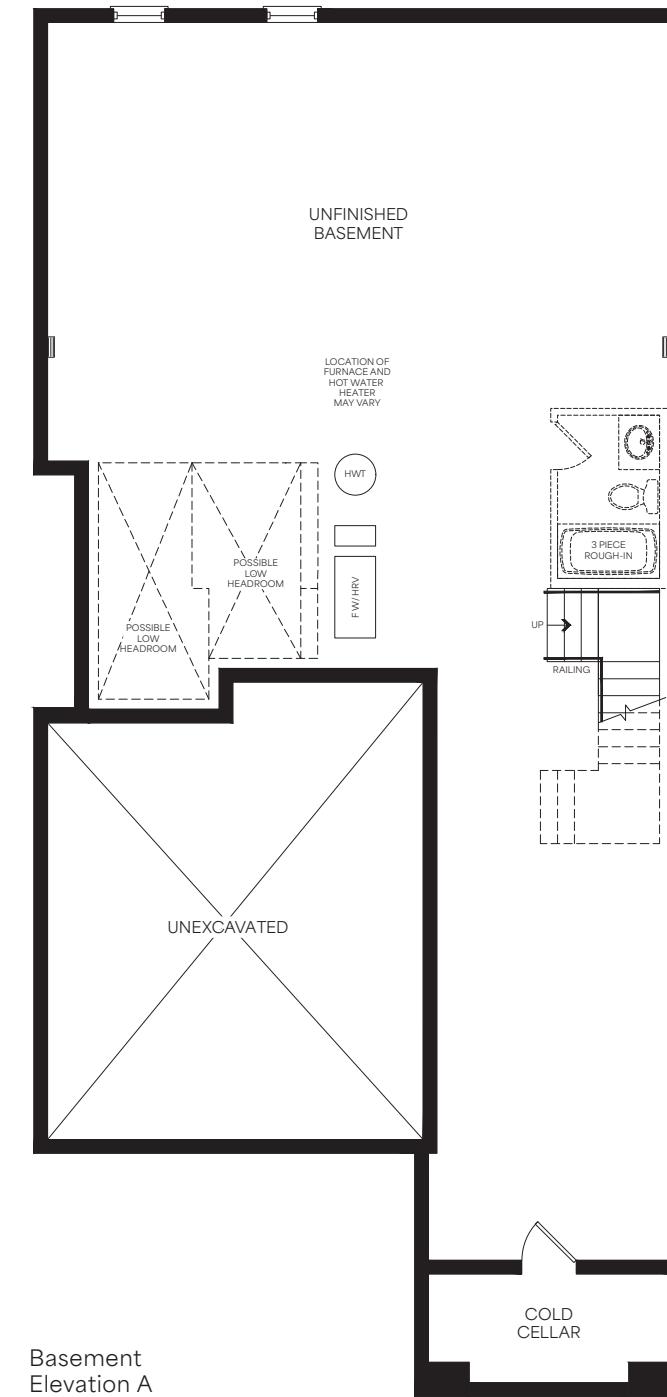 UNFINISHED
BASEMENT
LOCATION OF
FURNACE AND
HOT WATER
HEATER
MAY VARY
HWT
3 PIECE
ROUGH-IN
POSSIBLE
LOW
HEADROOM
F W/ HRV
POSSIBLE
LOW
HEADROOM
UP
RAILING
UNEXCAVATED
COLD
CELLAR
Basement
Elevation A